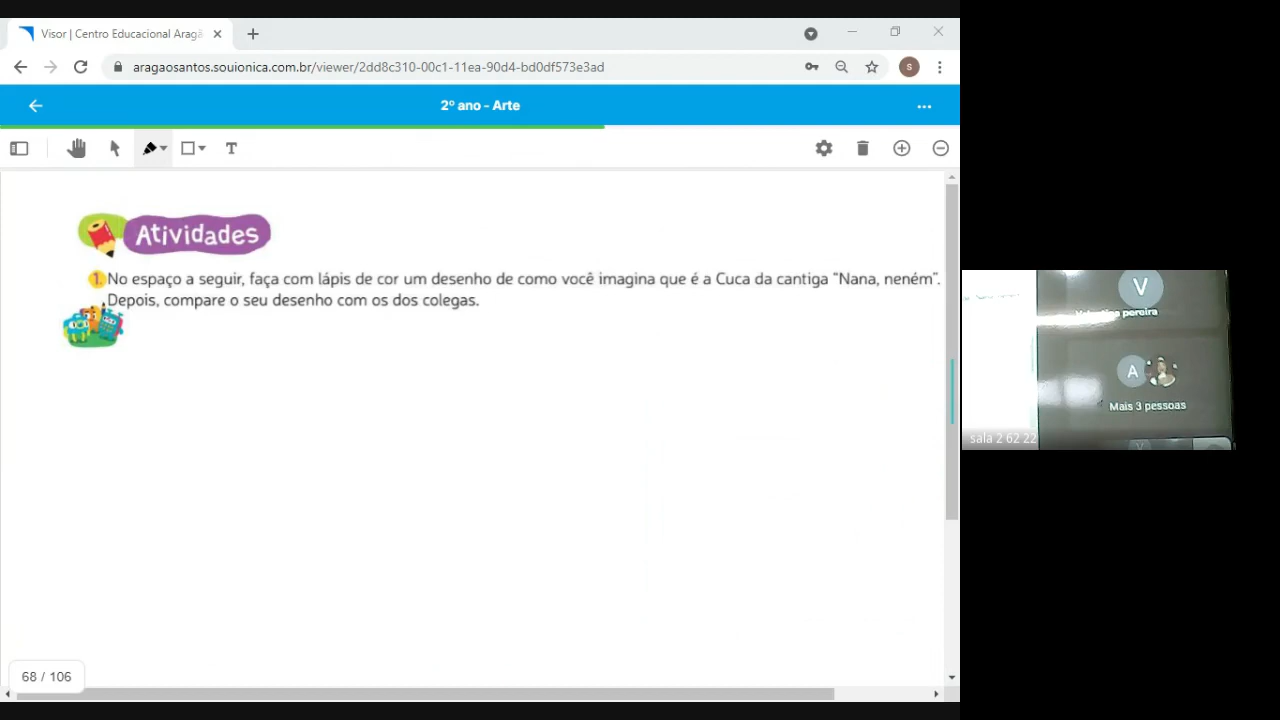 Visor | Centro Educacional Aragã
aragaosantos.souionica.com.br/viewer/2dd8c310-00c1-11ea-90d4-bd0df573e3ad
S
2º ano - Arte
T
Atividades
1. No espaço a seguir, faça com lápis de cor um desenho de como você imagina que é a Cuca da cantiga “Nana, neném”.
Depois, compare o seu desenho com os dos colegas.
68 / 106
V
pereira
A
Mais 3 pessoas
sala 2 62 22
V